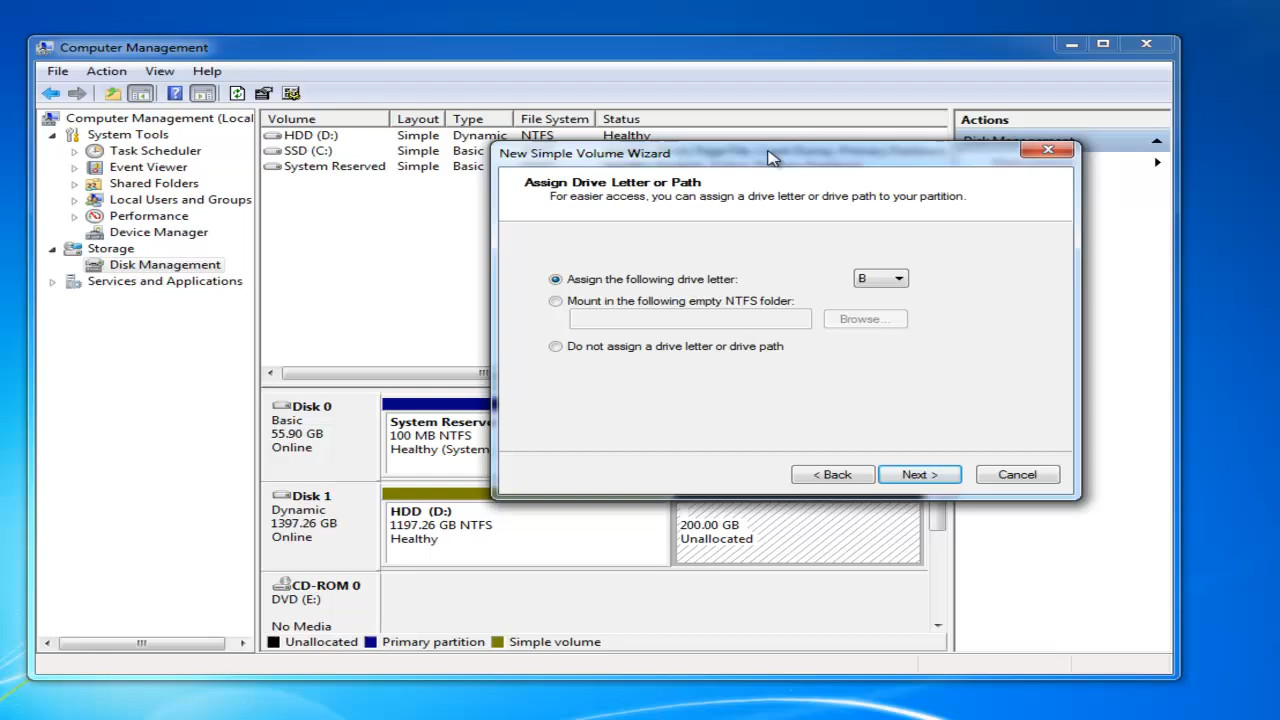 Computer Management
File Action View Help
Computer Management (Local
System Tools
Task Scheduler
Event Viewer
Shared Folders
Local Users and Groups
Performance
Device Manager
Storage
Disk Management
Services and Applications
Volume Layout Type File System Status
HDD (D:) Simple Dynamic NTFS Healthy
SSD (C:) Simple Basic
System Reserved Simple Basic
Actions
New Simple Volume Wizard
Assign Drive Letter or Path
For easier access, you can assign a drive letter or drive path to your partition.
Assign the following drive letter: B
Mount in the following empty NTFS folder:
Browse...
Do not assign a drive letter or drive path
< Back Next > Cancel
Disk 0
Basic
55.90 GB
Online
System Reserv
100 MB NTFS
Healthy (System
Disk 1
Dynamic
1397.26 GB
Online
HDD (D:)
1197.26 GB NTFS
Healthy
200.00 GB
Unallocated
CD-ROM 0
DVD (E:)
No Media
Unallocated Primary partition Simple volume